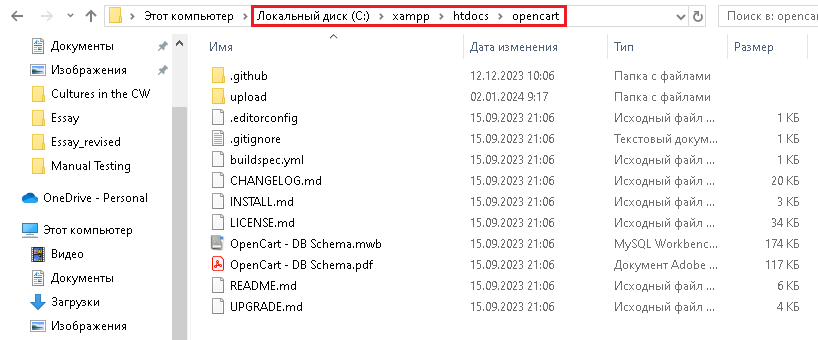 Этот компьютер > Локальный диск (C:) > xampp > htdocs > opencart
Поиск в: opencart
Документы
Изображения
Cultures in the CW
Essay
Essay_revised
Manual Testing
OneDrive - Personal
Этот компьютер
Видео
Документы
Загрузки
Изображения
Имя Дата изменения Тип Размер
.github 12.12.2023 10:06 Папка с файлами
upload 02.01.2024 9:17 Папка с файлами
.editorconfig 15.09.2023 21:06 Исходный файл ... 1 КБ
.gitignore 15.09.2023 21:06 Текстовый докум... 1 КБ
buildspec.yml 15.09.2023 21:06 Исходный файл ... 1 КБ
CHANGELOG.md 15.09.2023 21:06 Исходный файл ... 20 КБ
INSTALL.md 15.09.2023 21:06 Исходный файл ... 3 КБ
LICENSE.md 15.09.2023 21:06 Исходный файл ... 34 КБ
OpenCart - DB Schema.mwb 15.09.2023 21:06 MySQL Workbenc... 174 КБ
OpenCart - DB Schema.pdf 15.09.2023 21:06 Документ Adobe ... 117 КБ
README.md 15.09.2023 21:06 Исходный файл ... 6 КБ
UPGRADE.md 15.09.2023 21:06 Исходный файл ... 4 КБ